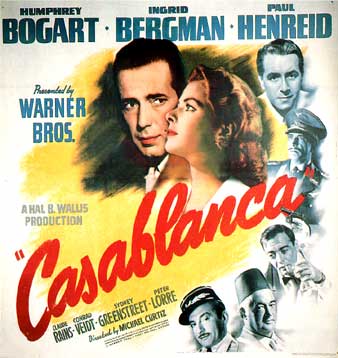 HUMPHREY BOGART · INGRID BERGMAN · PAUL HENREID
Presented by
WARNER
BROS.
A HAL B. WALLIS
PRODUCTION
"Casablanca"
CLAUDE RAINS · CONRAD VEIDT · SYDNEY GREENSTREET · PETER LORRE
Directed by MICHAEL CURTIZ